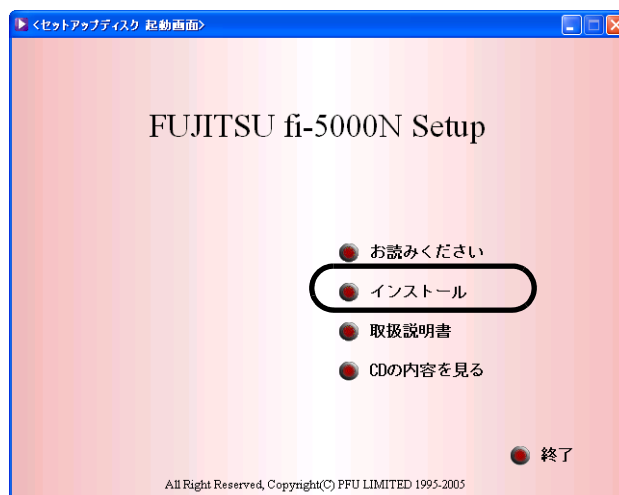 <セットアップディスク 起動画面>
FUJITSU fi-5000N Setup
お読みください
インストール
取扱説明書
CDの内容を見る
終了
All Right Reserved, Copyright(C) PFU LIMITED 1995-2005